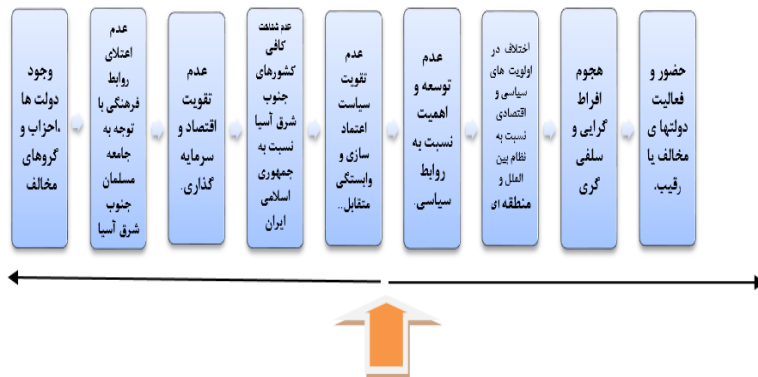 حضور و
فعالیت
دولتها ی
مخالف یا
رقیب.
هجوم
افراط
گرایی و
سلفی
گری
اختلاف در
اولویت های
سیاسی و
اقتصادی
نسبت به
نظام بین
الملل و
منطقه ای
عدم
توسعه و
اهمیت
نسبت به
روابط
سیاسی.
عدم
تقویت
سیاست
اعتماد
سازی و
وابستگی
متقابل..
عدم شناخت
کافی
کشورهای
جنوب
شرق آسیا
نسبت به
جمهوری
اسلامی
ایران
عدم
تقویت
اقتصاد و
سرمایه
گذاری.
عدم
اعتلای
روابط
فرهنگی با
توجه به
جامعه
مسلمان
جنوب
شرق آسیا
وجود
دولت ها
،احزاب و
گروهای
مخالف